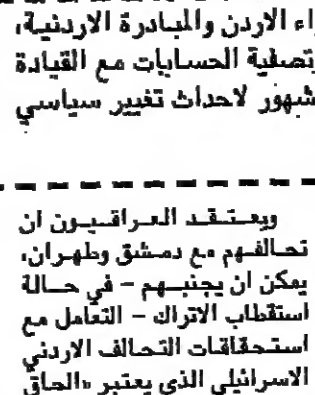 اء الاردن والمبادرة الاردنية،
وتصفية الحسابات مع القيادة
شهور لاحداث تغيير سياسي
ويعتقد العراقيون ان
تحالفهم مع دمشق وطهران،
يمكن ان يجنبهم – في حالة
استقطاب الاتراك – التعامل مع
استحقاقات التحالف الاردني
الاسرائيلي الذي يعتبر «الحاق